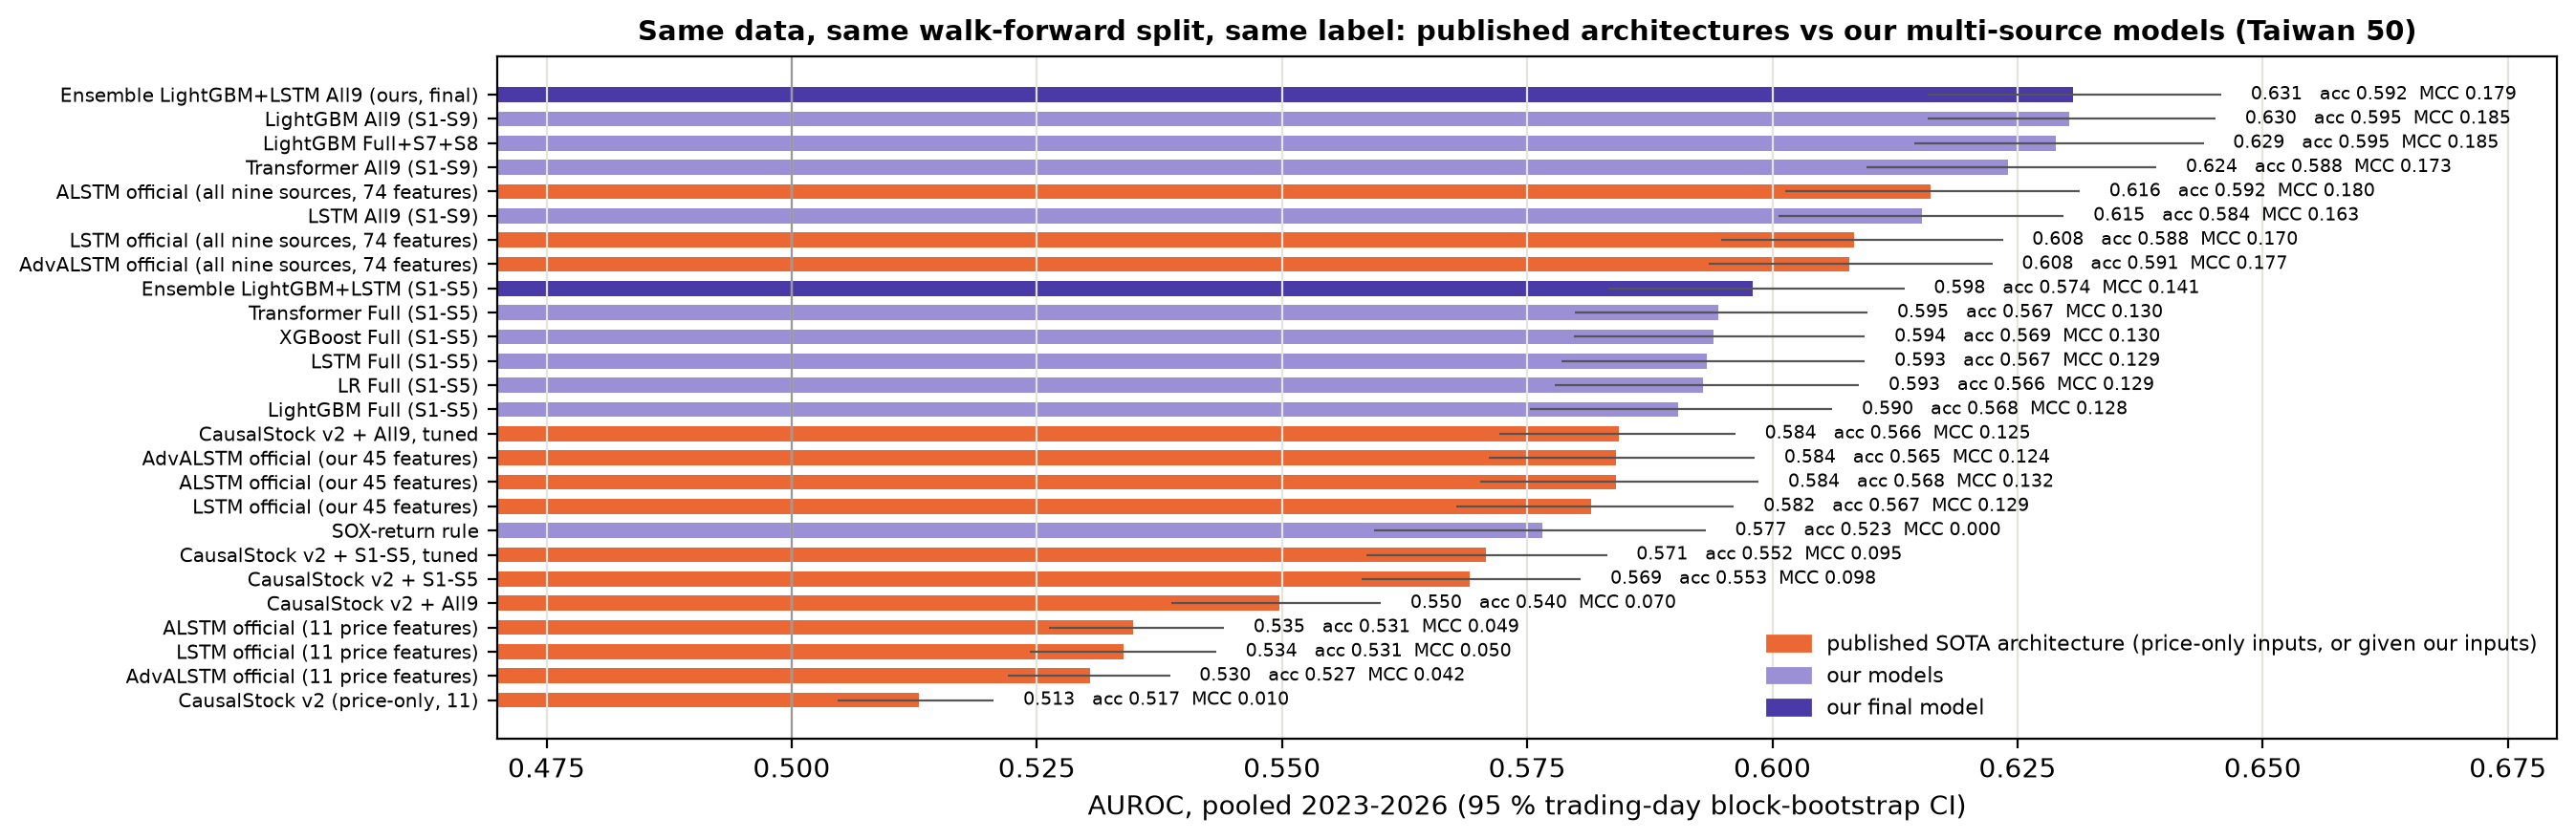 Same data, same walk-forward split, same label: published architectures vs our multi-source models (Taiwan 50)
Ensemble LightGBM+LSTM All9 (ours, final) 0.631 acc 0.592 MCC 0.179
LightGBM All9 (S1-S9) 0.630 acc 0.595 MCC 0.185
LightGBM Full+S7+S8 0.629 acc 0.595 MCC 0.185
Transformer All9 (S1-S9) 0.624 acc 0.588 MCC 0.173
ALSTM official (all nine sources, 74 features) 0.616 acc 0.592 MCC 0.180
LSTM All9 (S1-S9) 0.615 acc 0.584 MCC 0.163
LSTM official (all nine sources, 74 features) 0.608 acc 0.588 MCC 0.170
AdvALSTM official (all nine sources, 74 features) 0.608 acc 0.591 MCC 0.177
Ensemble LightGBM+LSTM (S1-S5) 0.598 acc 0.574 MCC 0.141
Transformer Full (S1-S5) 0.595 acc 0.567 MCC 0.130
XGBoost Full (S1-S5) 0.594 acc 0.569 MCC 0.130
LSTM Full (S1-S5) 0.593 acc 0.567 MCC 0.129
LR Full (S1-S5) 0.593 acc 0.566 MCC 0.129
LightGBM Full (S1-S5) 0.590 acc 0.568 MCC 0.128
CausalStock v2 + All9, tuned 0.584 acc 0.566 MCC 0.125
AdvALSTM official (our 45 features) 0.584 acc 0.565 MCC 0.124
ALSTM official (our 45 features) 0.584 acc 0.568 MCC 0.132
LSTM official (our 45 features) 0.582 acc 0.567 MCC 0.129
SOX-return rule 0.577 acc 0.523 MCC 0.000
CausalStock v2 + S1-S5, tuned 0.571 acc 0.552 MCC 0.095
CausalStock v2 + S1-S5 0.569 acc 0.553 MCC 0.098
CausalStock v2 + All9 0.550 acc 0.540 MCC 0.070
ALSTM official (11 price features) 0.535 acc 0.531 MCC 0.049
LSTM official (11 price features) 0.534 acc 0.531 MCC 0.050
AdvALSTM official (11 price features) 0.530 acc 0.527 MCC 0.042
CausalStock v2 (price-only, 11) 0.513 acc 0.517 MCC 0.010
published SOTA architecture (price-only inputs, or given our inputs)
our models
our final model
0.475 0.500 0.525 0.550 0.575 0.600 0.625 0.650 0.675
AUROC, pooled 2023-2026 (95 % trading-day block-bootstrap CI)